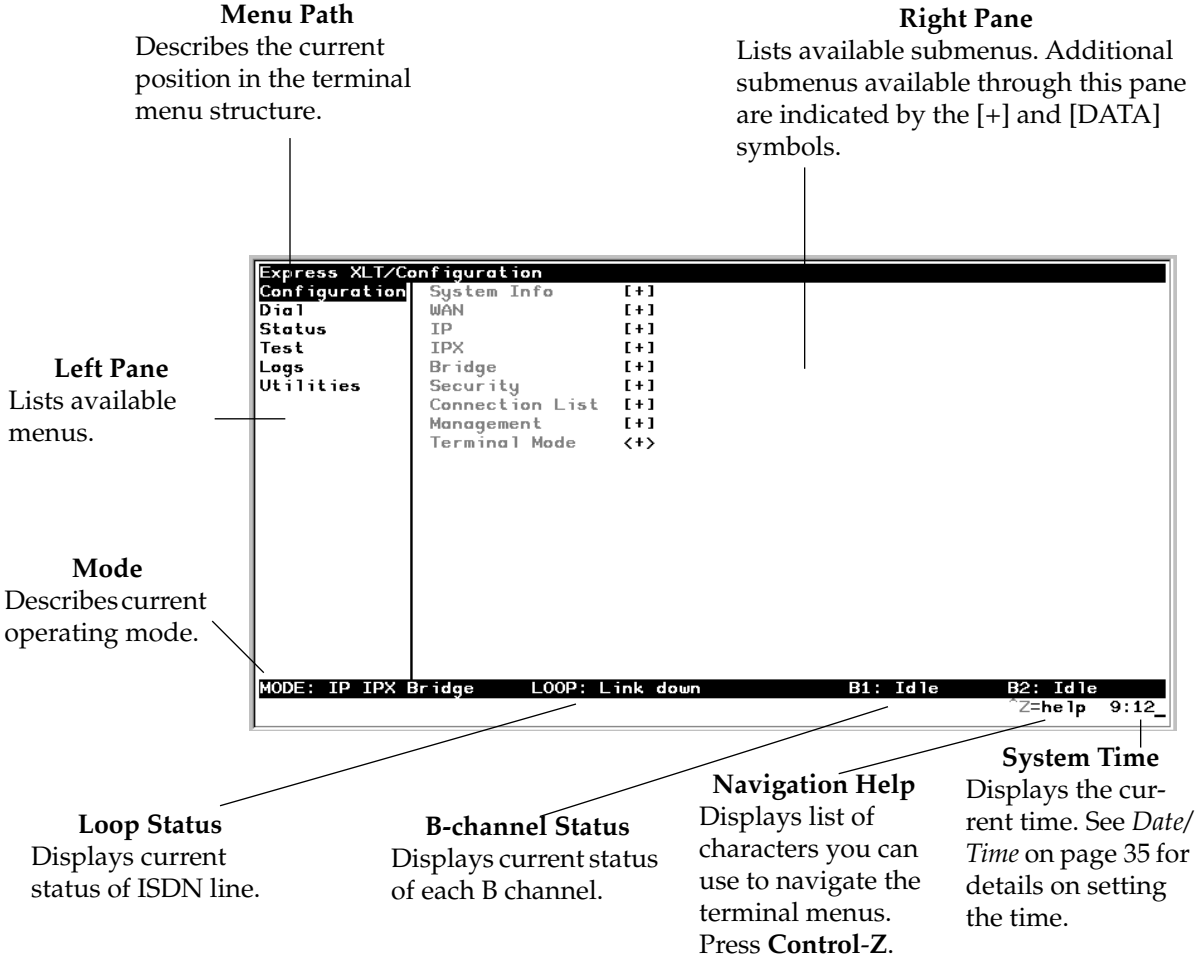 Menu Path
Describes the current
position in the terminal
menu structure.
Right Pane
Lists available submenus. Additional
submenus available through this pane
are indicated by the [+] and [DATA]
symbols.
Express XLT/Configuration
Configuration
Dial
Status
Test
Logs
Utilities
System Info [+]
WAN [+]
IP [+]
IPX [+]
Bridge [+]
Security [+]
Connection List [+]
Management [+]
Terminal Mode <+>
Left Pane
Lists available
menus.
Mode
Describes current
operating mode.
MODE: IP IPX Bridge LOOP: Link down B1: Idle B2: Idle
^Z=help 9:12_
Loop Status
Displays current
status of ISDN line.
B-channel Status
Displays current status
of each B channel.
Navigation Help
Displays list of
characters you can
use to navigate the
terminal menus.
Press Control-Z.
System Time
Displays the cur-
rent time. See Date/
Time on page 35 for
details on setting
the time.